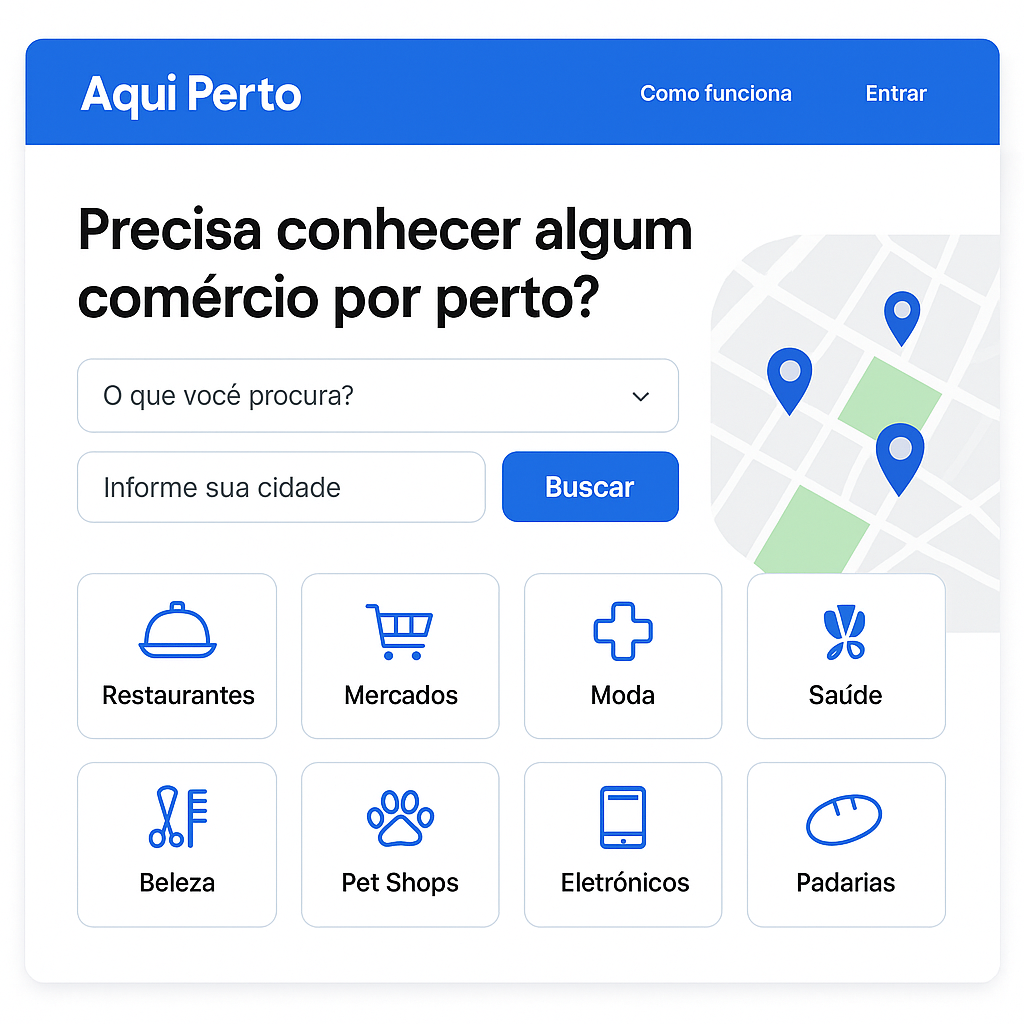 Aqui Perto
Como funciona
Entrar
Precisa conhecer algum
comércio por perto?
O que vocé procura?
Informe sua cidade
Buscar
Restaurantes
Mercados
Moda
Saúde
Beleza
Pet Shops
Eletrónicos
Padarias